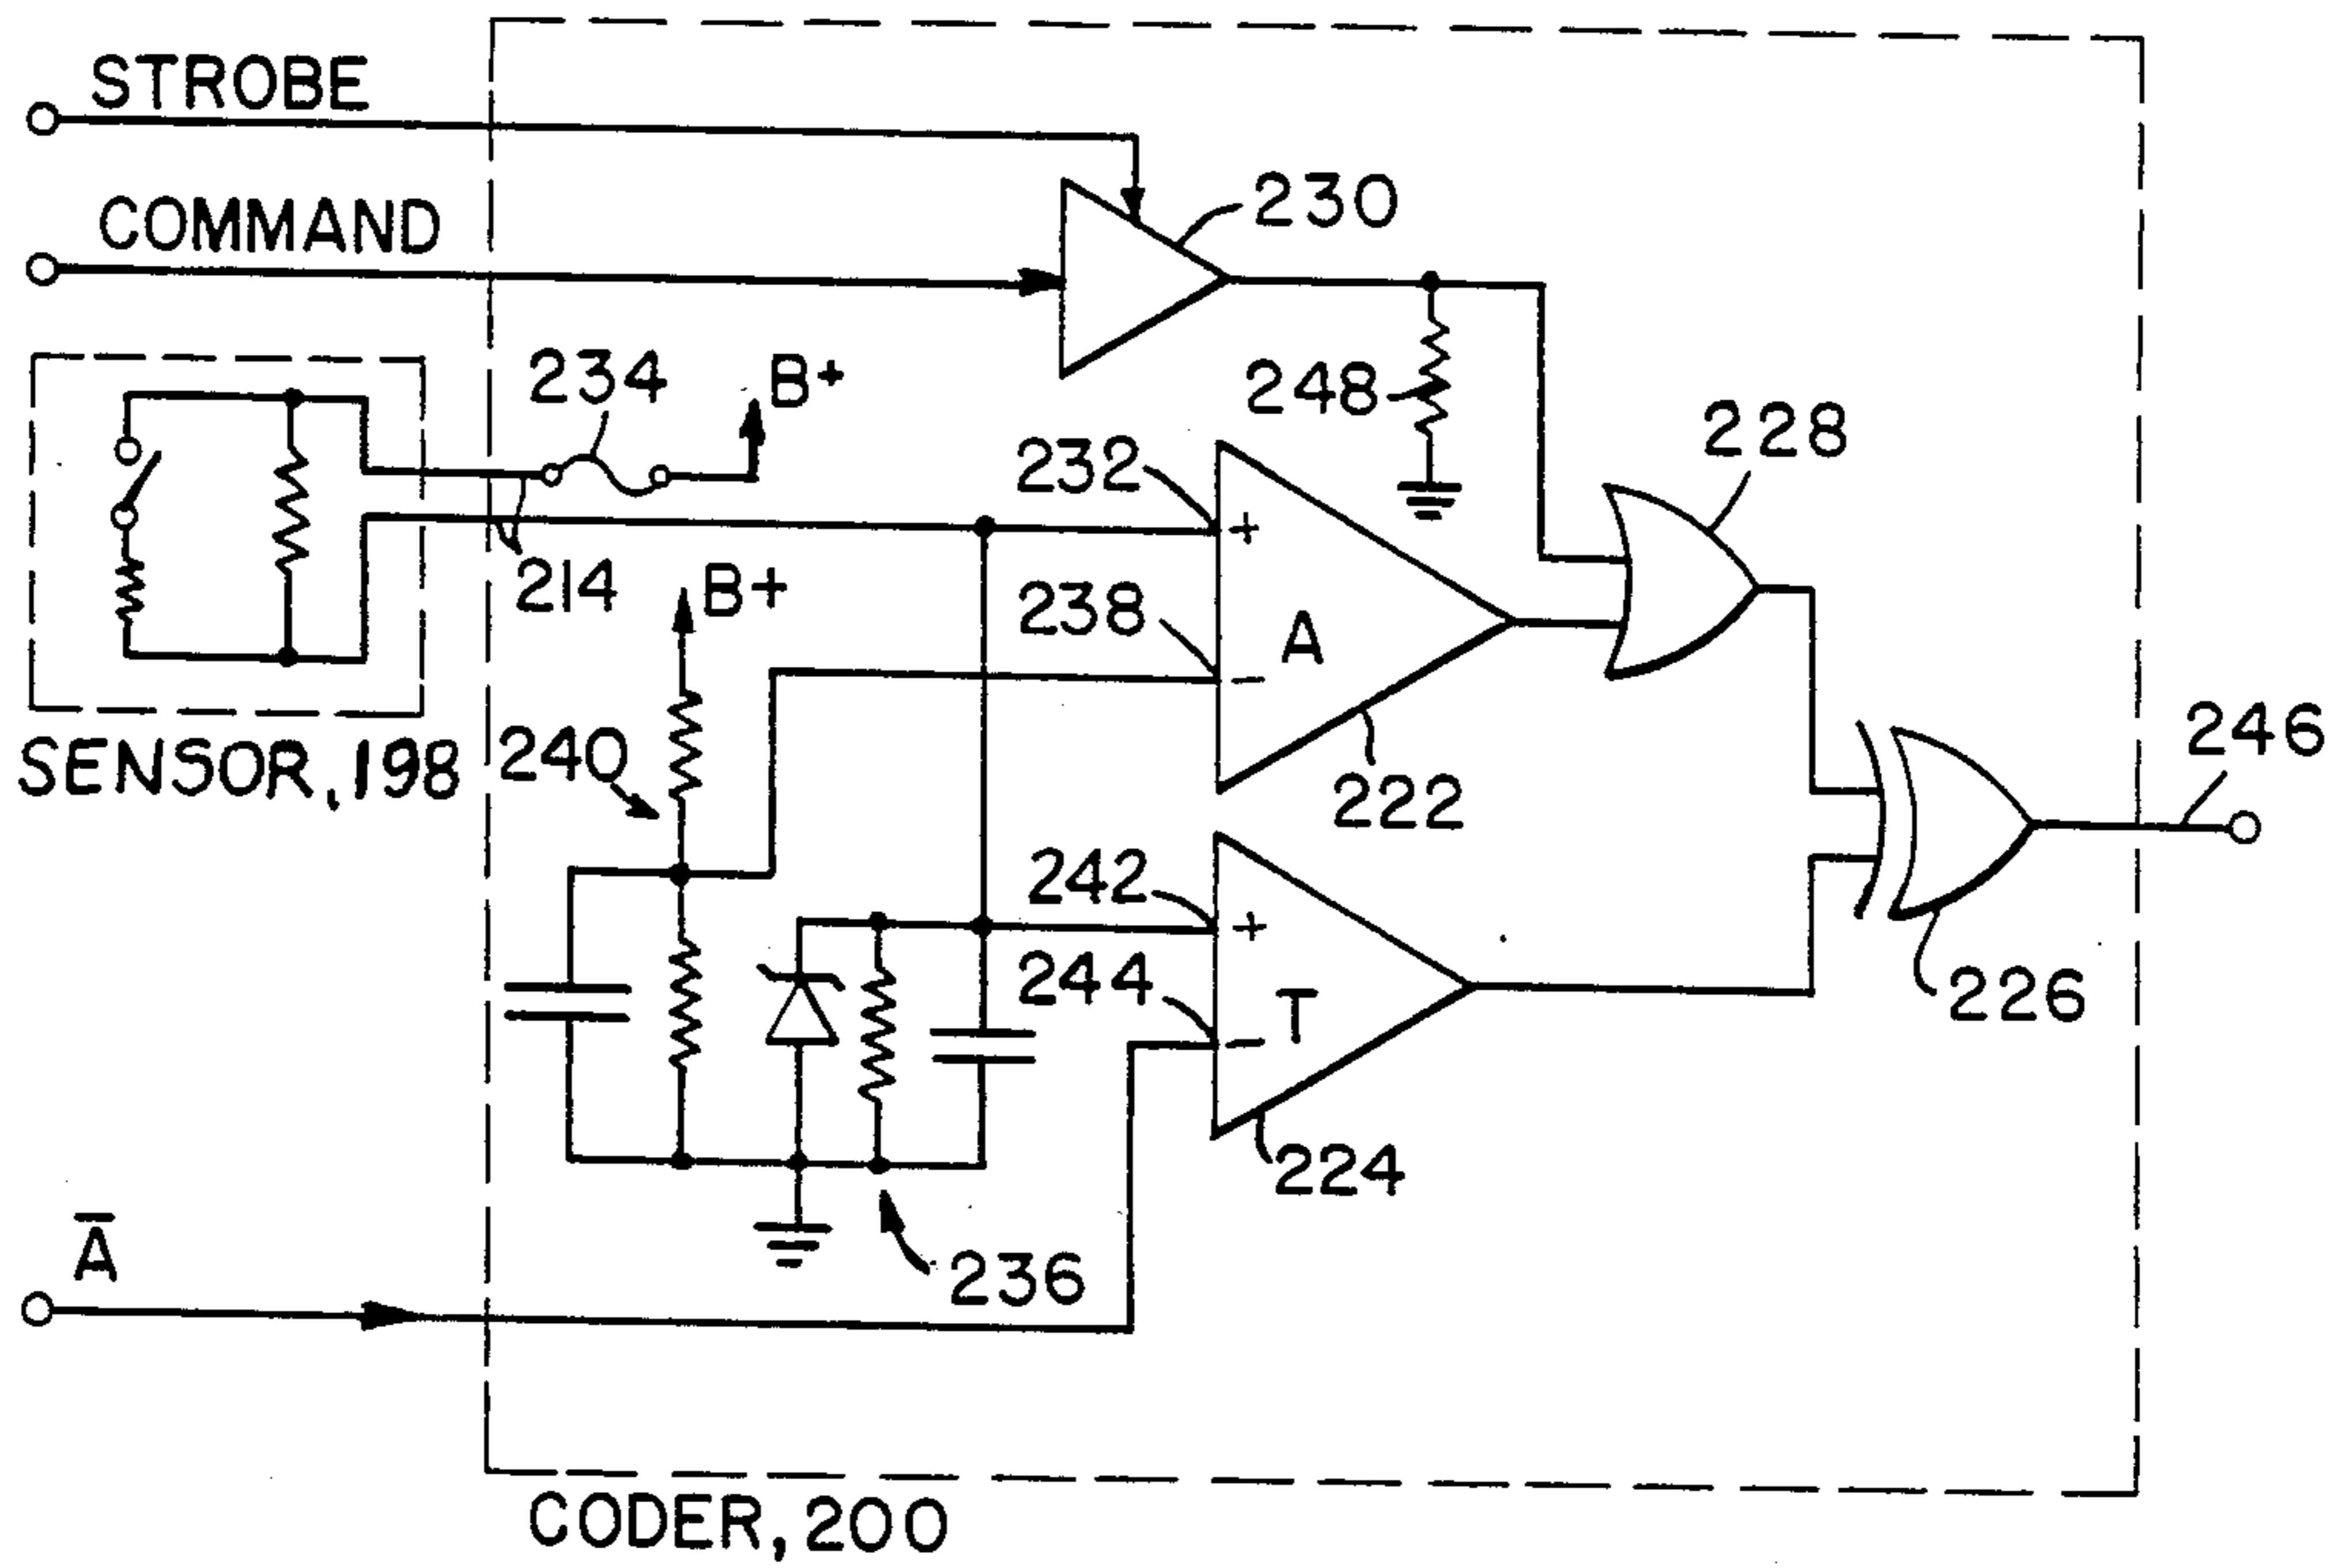 STROBE
COMMAND
230
234
B+
248
232
+
228
214
B+
238
A
−
SENSOR, 198
240
222
246
242
+
244
T
−
226
224
A̅
236
CODER, 200